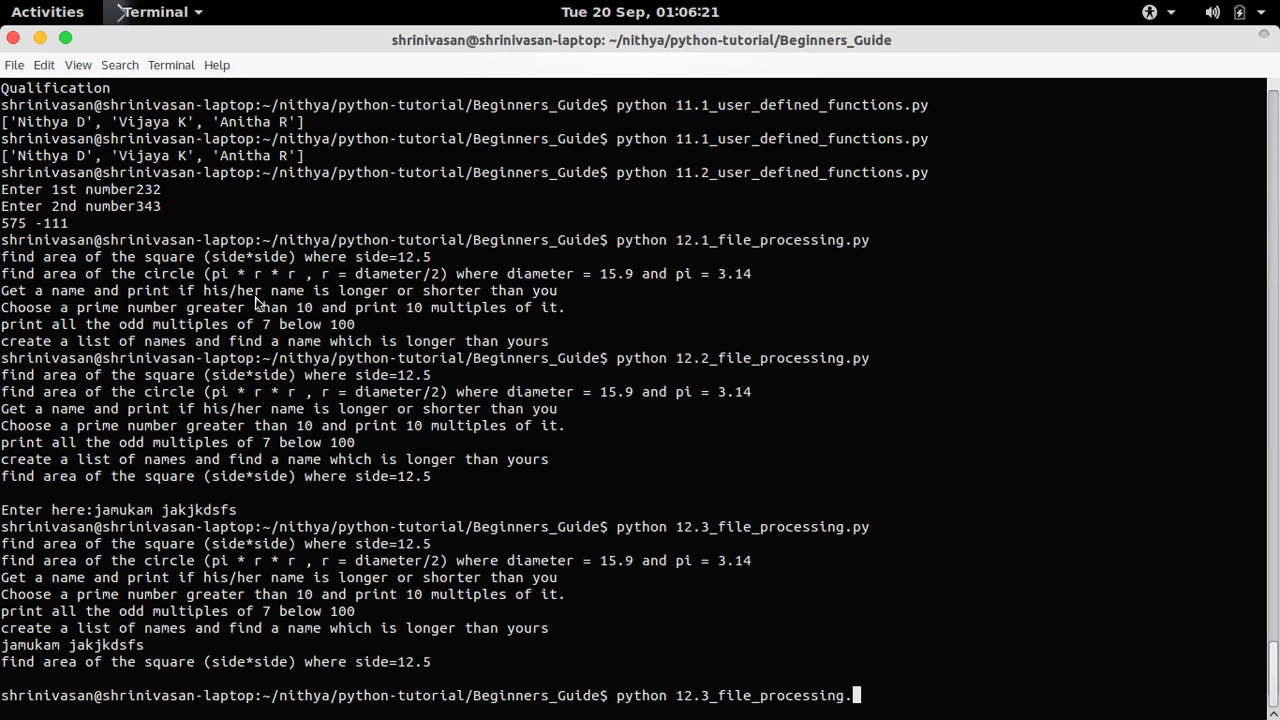 Activities Terminal Tue 20 Sep, 01:06:21
shrinivasan@shrinivasan-laptop: ~/nithya/python-tutorial/Beginners_Guide
File Edit View Search Terminal Help
Qualification
shrinivasan@shrinivasan-laptop:~/nithya/python-tutorial/Beginners_Guide$ python 11.1_user_defined_functions.py
['Nithya D', 'Vijaya K', 'Anitha R']
shrinivasan@shrinivasan-laptop:~/nithya/python-tutorial/Beginners_Guide$ python 11.1_user_defined_functions.py
['Nithya D', 'Vijaya K', 'Anitha R']
shrinivasan@shrinivasan-laptop:~/nithya/python-tutorial/Beginners_Guide$ python 11.2_user_defined_functions.py
Enter 1st number232
Enter 2nd number343
575 -111
shrinivasan@shrinivasan-laptop:~/nithya/python-tutorial/Beginners_Guide$ python 12.1_file_processing.py
find area of the square (side*side) where side=12.5
find area of the circle (pi * r * r , r = diameter/2) where diameter = 15.9 and pi = 3.14
Get a name and print if his/her name is longer or shorter than you
Choose a prime number greater than 10 and print 10 multiples of it.
print all the odd multiples of 7 below 100
create a list of names and find a name which is longer than yours
shrinivasan@shrinivasan-laptop:~/nithya/python-tutorial/Beginners_Guide$ python 12.2_file_processing.py
find area of the square (side*side) where side=12.5
find area of the circle (pi * r * r , r = diameter/2) where diameter = 15.9 and pi = 3.14
Get a name and print if his/her name is longer or shorter than you
Choose a prime number greater than 10 and print 10 multiples of it.
print all the odd multiples of 7 below 100
create a list of names and find a name which is longer than yours
find area of the square (side*side) where side=12.5
Enter here:jamukam jakjkdsfs
shrinivasan@shrinivasan-laptop:~/nithya/python-tutorial/Beginners_Guide$ python 12.3_file_processing.py
find area of the square (side*side) where side=12.5
find area of the circle (pi * r * r , r = diameter/2) where diameter = 15.9 and pi = 3.14
Get a name and print if his/her name is longer or shorter than you
Choose a prime number greater than 10 and print 10 multiples of it.
print all the odd multiples of 7 below 100
create a list of names and find a name which is longer than yours
jamukam jakjkdsfs
find area of the square (side*side) where side=12.5
shrinivasan@shrinivasan-laptop:~/nithya/python-tutorial/Beginners_Guide$ python 12.3_file_processing.